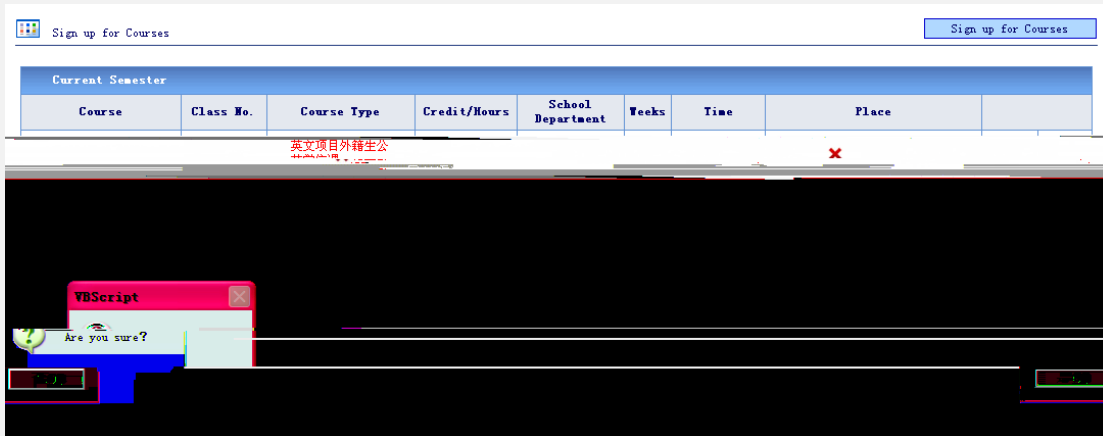 Sign up for Courses
Sign up for Courses
Current Semester
Course Class No. Course Type Credit/Hours School Department Weeks Time Place
英文项目外籍生公
VBScript
Are you sure?